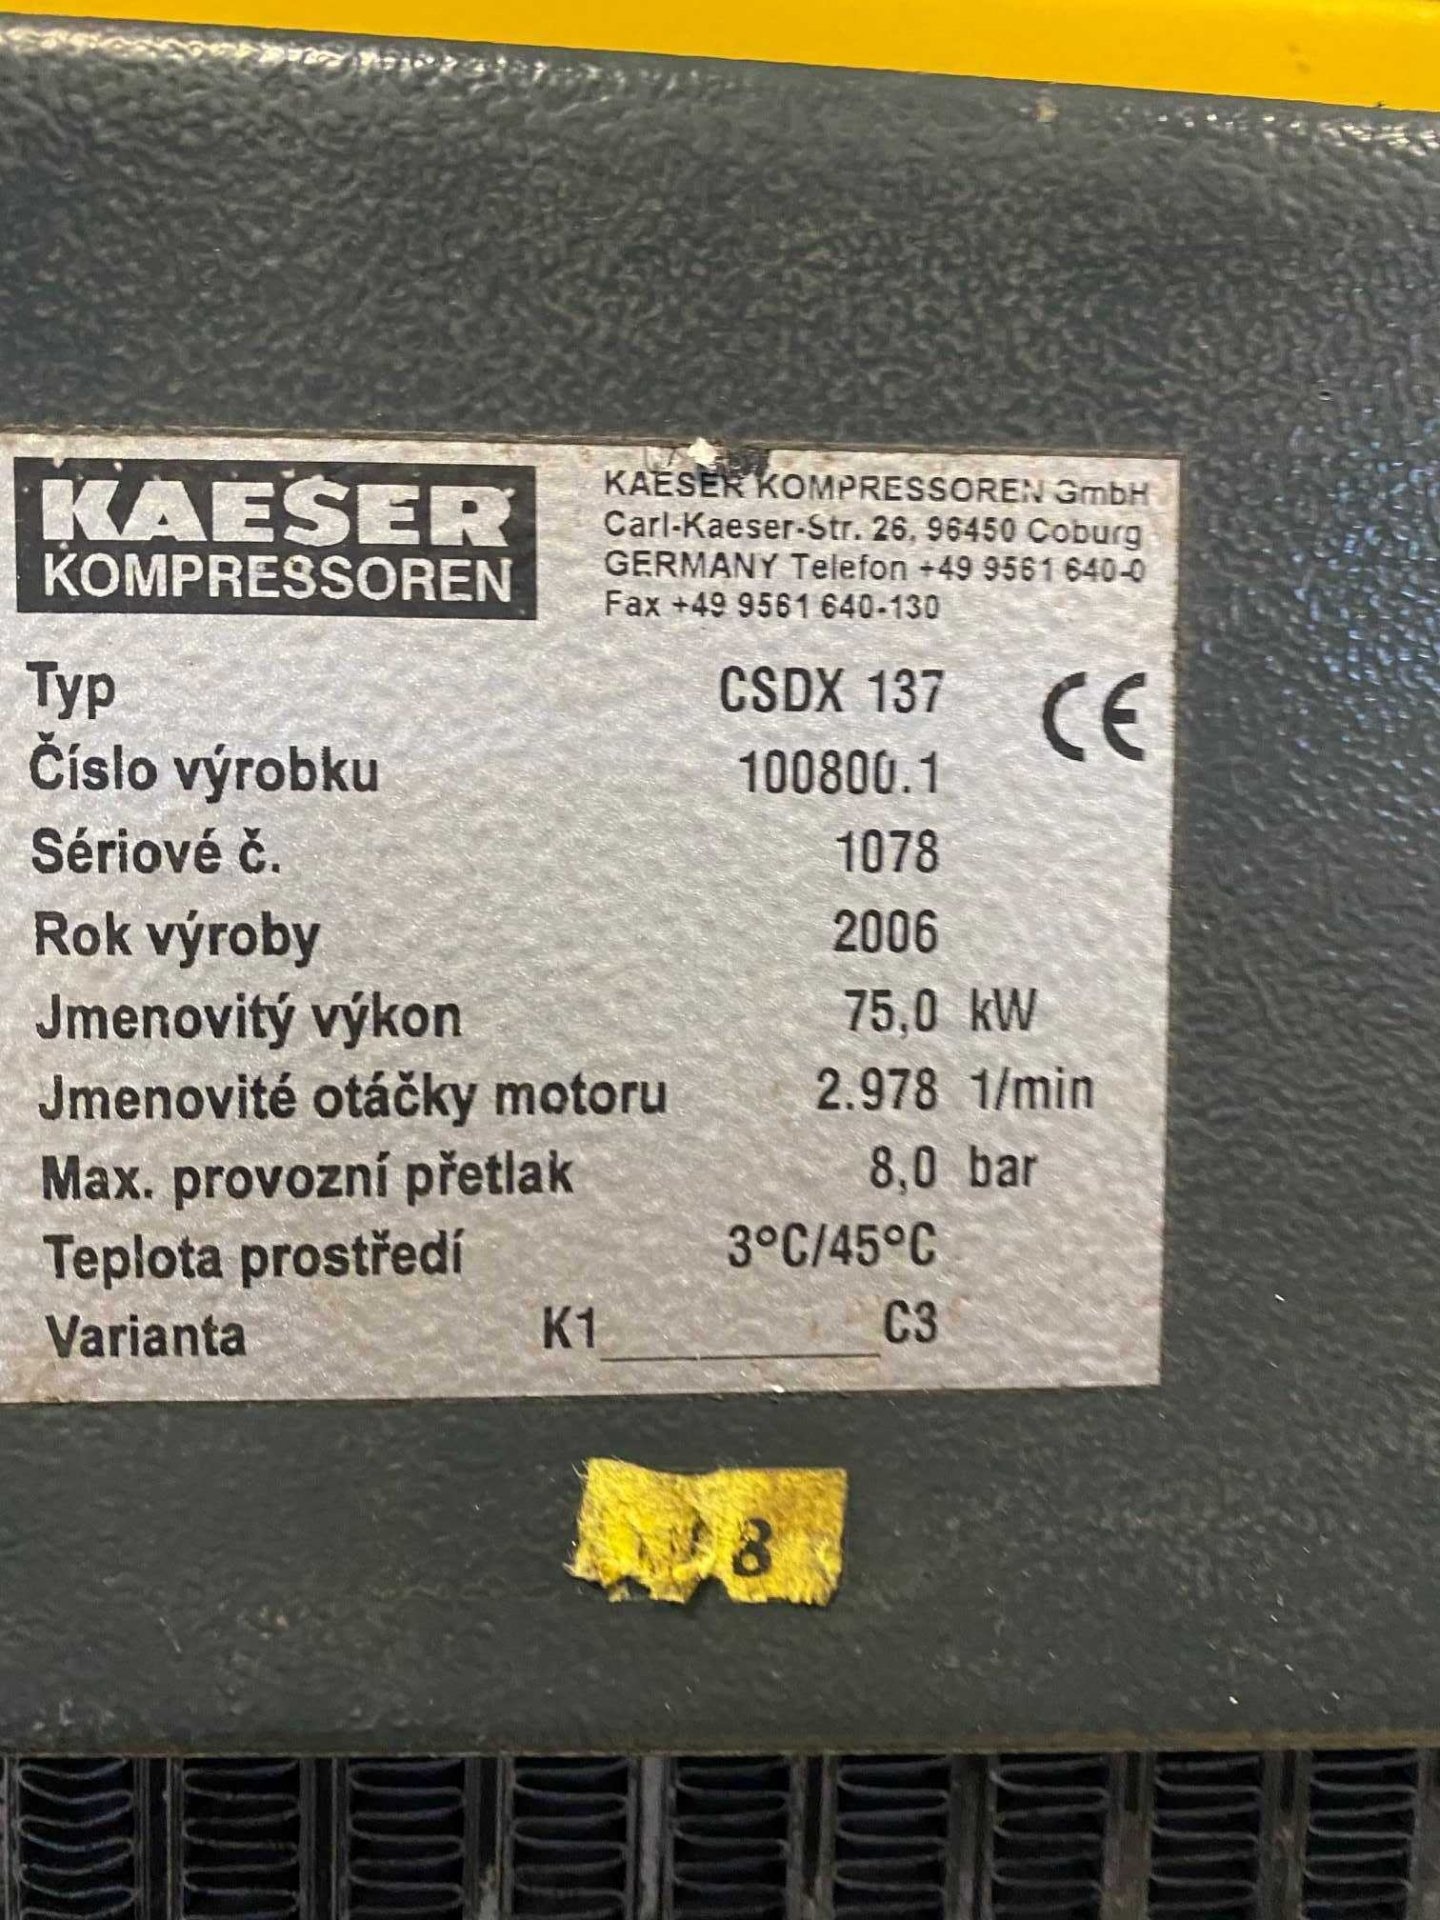 KAESER
KOMPRESSOREN
KAESER KOMPRESSOREN GmbH
Carl-Kaeser-Str. 26, 96450 Coburg
GERMANY Telefon +49 9561 640-0
Fax +49 9561 640-130
Typ CSDX 137 CE
Číslo výrobku 100800.1
Sériové č. 1078
Rok výroby 2006
Jmenovitý výkon 75,0 kW
Jmenovité otáčky motoru 2.978 1/min
Max. provozní přetlak 8,0 bar
Teplota prostředí 3°C/45°C
Varianta K1__________C3
8